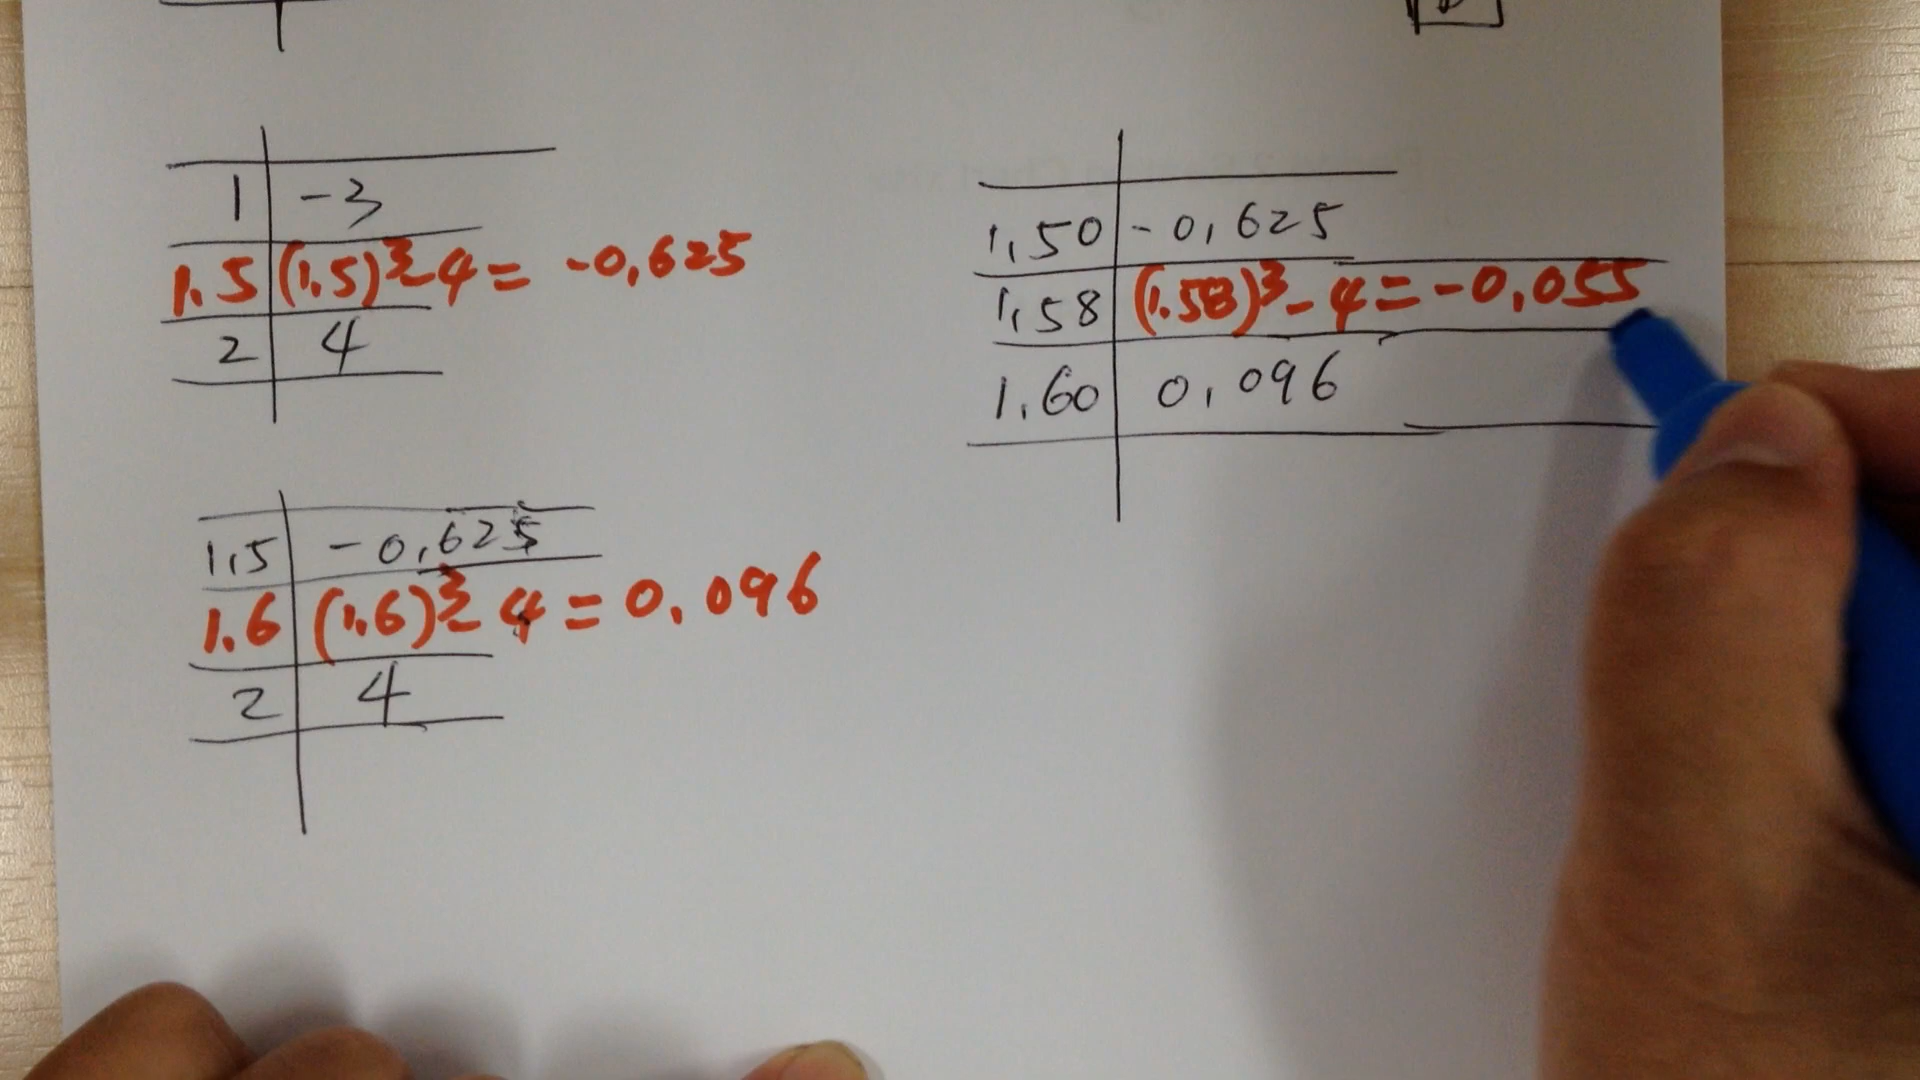 1 -3
1.5 (1.5)³-4 = -0,625
2 4
1,5 -0,625
1.6 (1.6)³- 4 = 0.096
2 4
1,50 -0,625
1,58 (1.58)³- 4 = -0,055
1.60 0,096